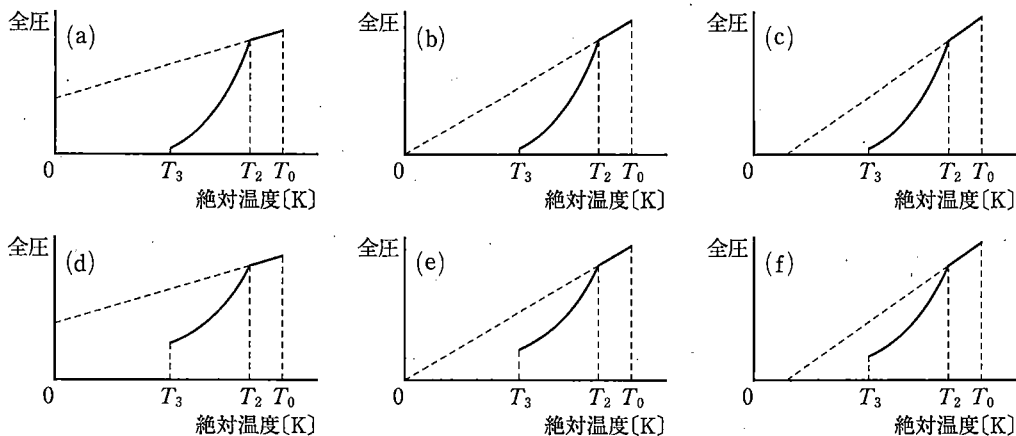 全圧 (a)
0 T₃ T₂ T₀
絶対温度〔K〕
全圧 (b)
0 T₃ T₂ T₀
絶対温度〔K〕
全圧 (c)
0 T₃ T₂ T₀
絶対温度〔K〕
全圧 (d)
0 T₃ T₂ T₀
絶対温度〔K〕
全圧 (e)
0 T₃ T₂ T₀
絶対温度〔K〕
全圧 (f)
0 T₃ T₂ T₀
絶対温度〔K〕